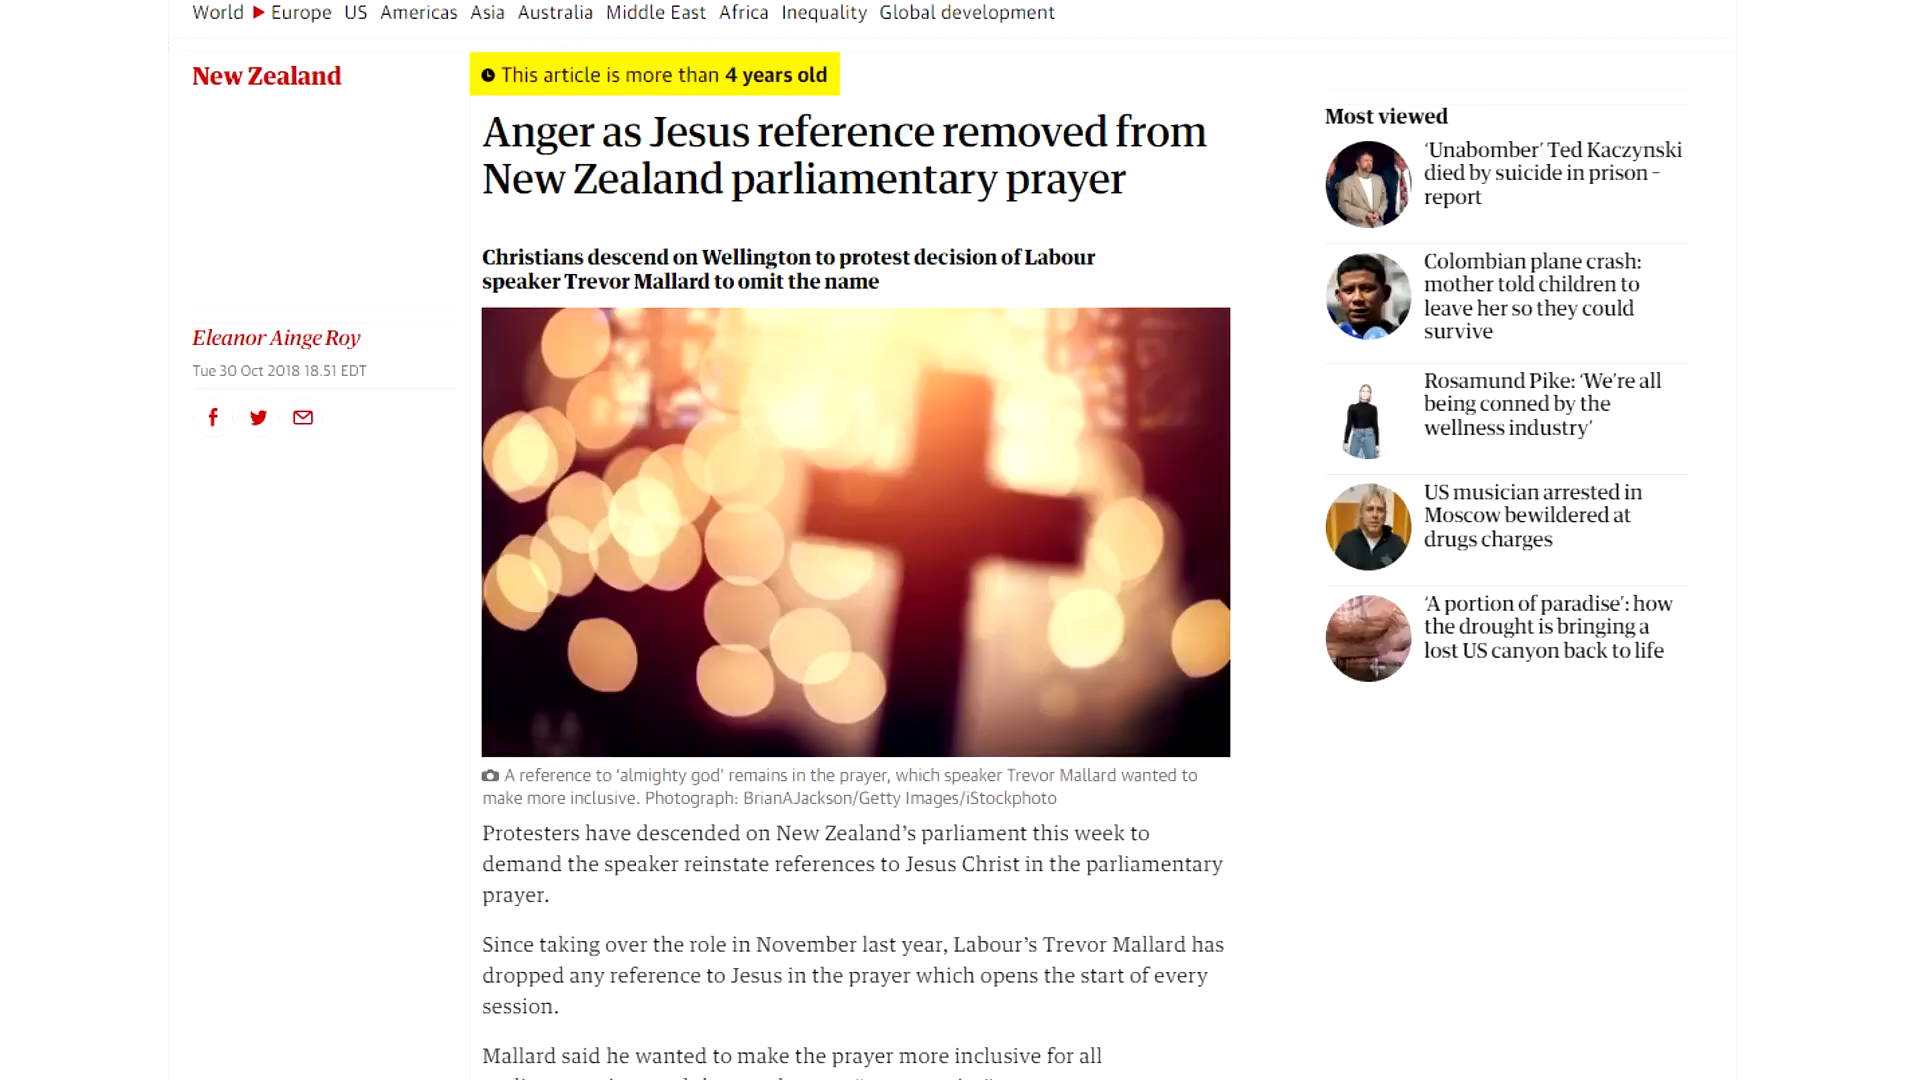 World Europe US Americas Asia Australia Middle East Africa Inequality Global development
New Zealand
This article is more than 4 years old
Anger as Jesus reference removed from
New Zealand parliamentary prayer
Christians descend on Wellington to protest decision of Labour
speaker Trevor Mallard to omit the name
Eleanor Ainge Roy
Tue 30 Oct 2018 18.51 EDT
A reference to 'almighty god' remains in the prayer, which speaker Trevor Mallard wanted to
make more inclusive. Photograph: BrianAJackson/Getty Images/iStockphoto
Protesters have descended on New Zealand’s parliament this week to
demand the speaker reinstate references to Jesus Christ in the parliamentary
prayer.
Since taking over the role in November last year, Labour’s Trevor Mallard has
dropped any reference to Jesus in the prayer which opens the start of every
session.
Mallard said he wanted to make the prayer more inclusive for all
Most viewed
‘Unabomber’ Ted Kaczynski
died by suicide in prison –
report
Colombian plane crash:
mother told children to
leave her so they could
survive
Rosamund Pike: ‘We’re all
being conned by the
wellness industry’
US musician arrested in
Moscow bewildered at
drugs charges
‘A portion of paradise’: how
the drought is bringing a
lost US canyon back to life